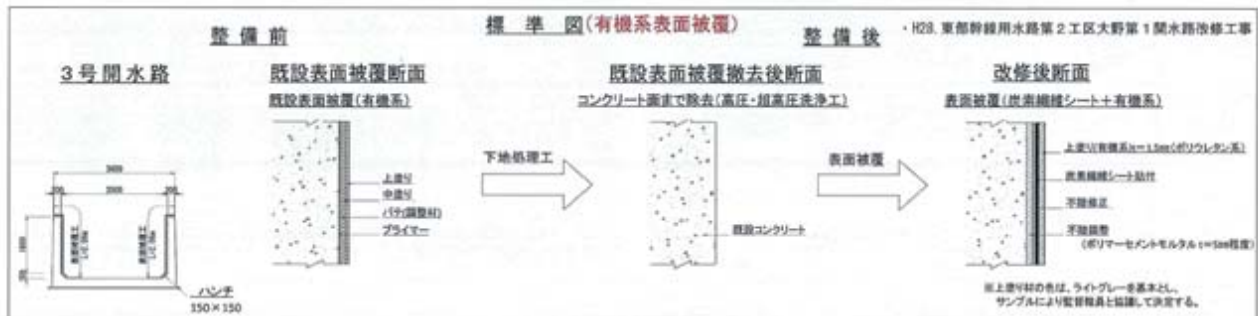 標準図(有機系表面被覆)
・H28. 東部幹線用水路第2工区大野第1開水路改修工事
整備前
整備後
3号開水路
既設表面被覆断面
既設表面被覆撤去後断面
改修後断面
既設表面被覆(有機系)
コンクリート面まで除去(高圧・超高圧洗浄工)
表面被覆(炭素繊維シート+有機系)
下地処理工
表面被覆
上塗り
中塗り
パテ(調整材)
プライマー
既設コンクリート
炭素繊維シート貼付
不陸修正
不陸調整
(ポリマーセメントモルタル t=5mm程度)
ハンチ
150×150
※上塗り材の色は、ライトグレーを基本とし、
サンプルにより監督職員と協議して決定する。